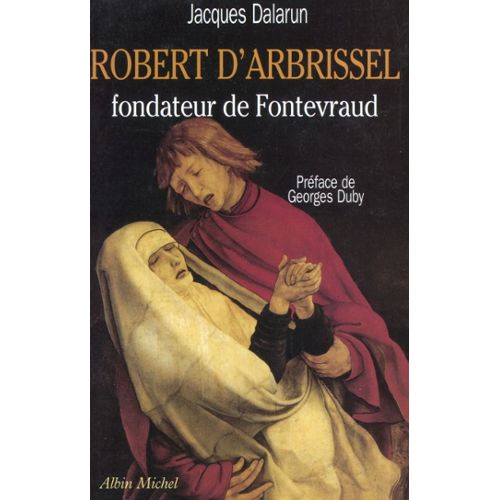 Jacques Dalarun
ROBERT D'ARBRISSEL
fondateur de Fontevraud
Préface de
Georges Duby
Albin Michel